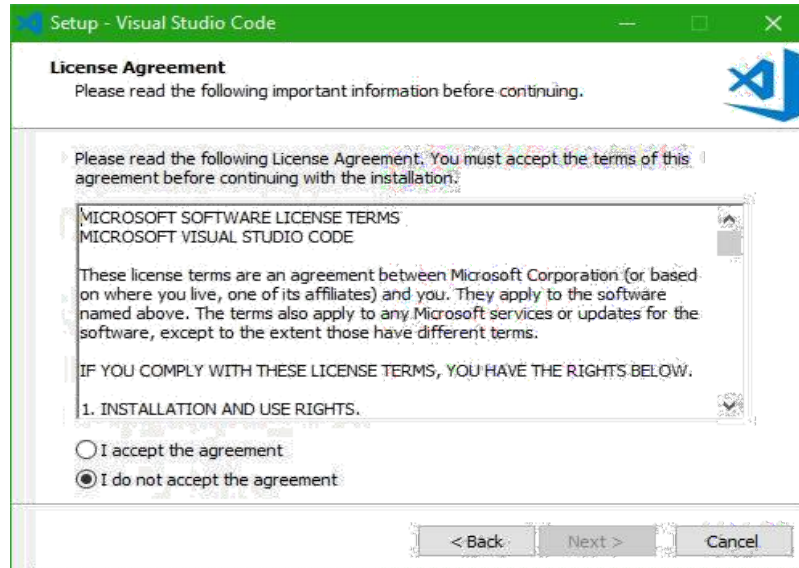 Setup - Visual Studio Code
License Agreement
Please read the following important information before continuing.
Please read the following License Agreement. You must accept the terms of this
agreement before continuing with the installation.
MICROSOFT SOFTWARE LICENSE TERMS
MICROSOFT VISUAL STUDIO CODE
These license terms are an agreement between Microsoft Corporation (or based
on where you live, one of its affiliates) and you. They apply to the software
named above. The terms also apply to any Microsoft services or updates for the
software, except to the extent those have different terms.
IF YOU COMPLY WITH THESE LICENSE TERMS, YOU HAVE THE RIGHTS BELOW.
1. INSTALLATION AND USE RIGHTS.
I accept the agreement
I do not accept the agreement
< Back Next > Cancel